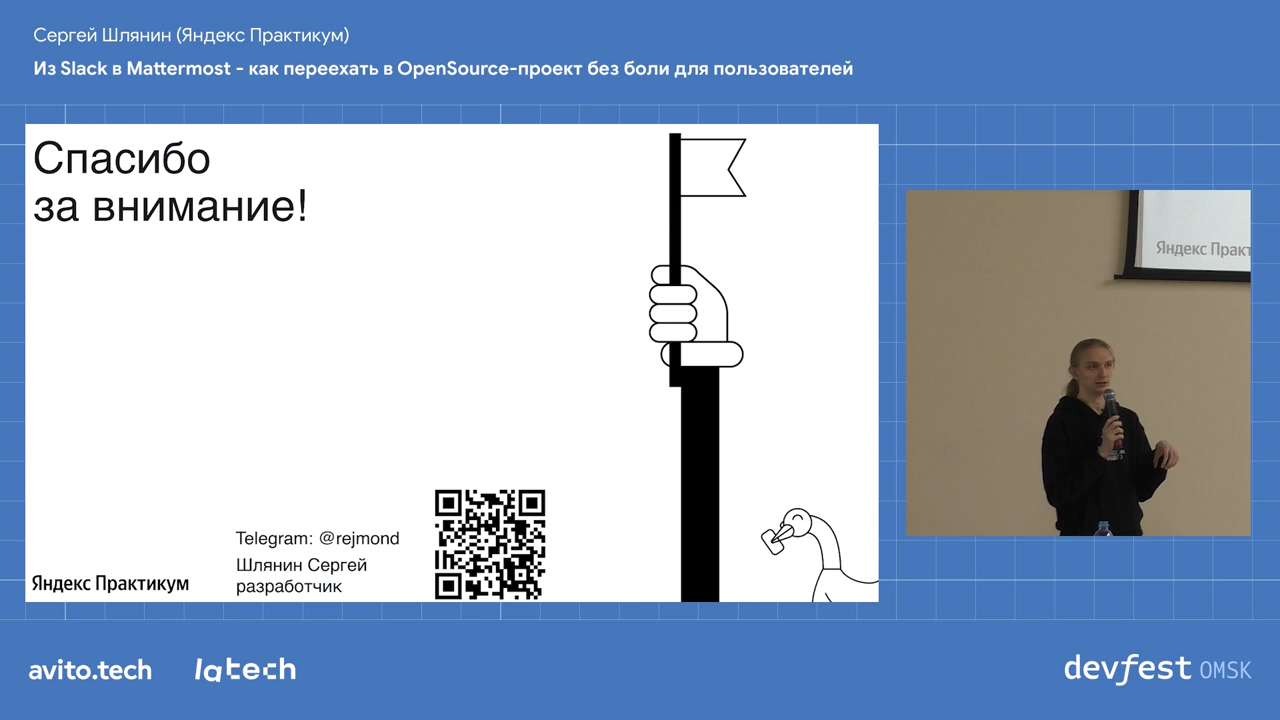 Сергей Шлянин (Яндекс Практикум)
Из Slack в Mattermost - как переехать в OpenSource-проект без боли для пользователей
Спасибо
за внимание!
Telegram: @rejmond
Шлянин Сергей
разработчик
Яндекс Практикум
Яндекс Практ
avito.tech
latech
devfest OMSK